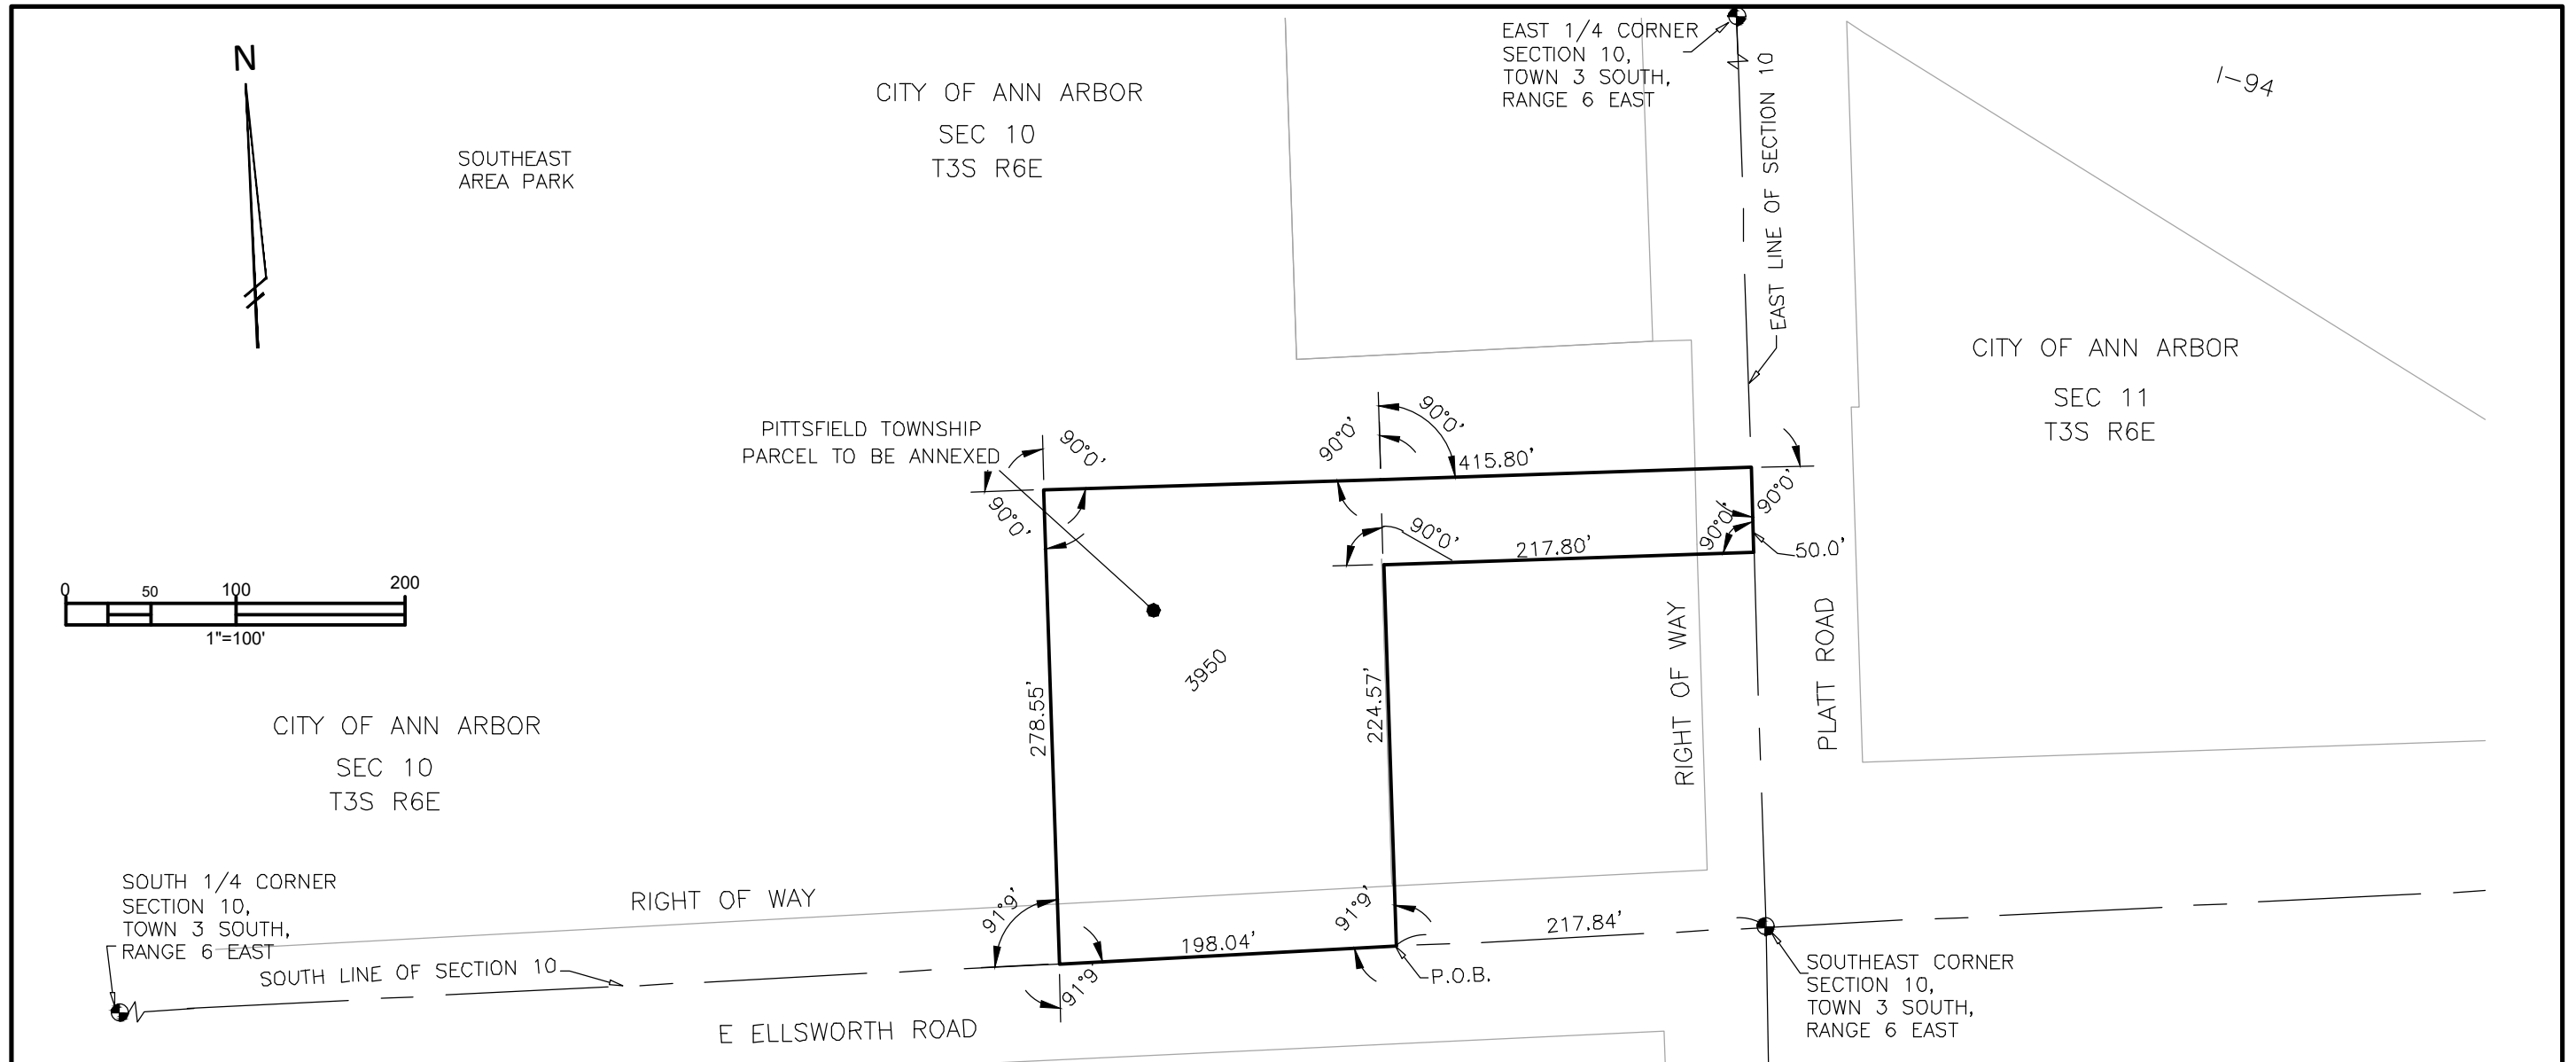 N
SOUTHEAST
AREA PARK
CITY OF ANN ARBOR
SEC 10
T3S R6E
EAST 1/4 CORNER
SECTION 10,
TOWN 3 SOUTH,
RANGE 6 EAST
EAST LINE OF SECTION 10
I-94
CITY OF ANN ARBOR
SEC 11
T3S R6E
PITTSFIELD TOWNSHIP
PARCEL TO BE ANNEXED
90°0'
90°0'
90°0'
90°0'
415.80'
90°0'
90°0'
90°0'
217.80'
50.0'
0 50 100 200
1"=100'
3950
278.55'
224.57'
RIGHT OF WAY
PLATT ROAD
CITY OF ANN ARBOR
SEC 10
T3S R6E
SOUTH 1/4 CORNER
SECTION 10,
TOWN 3 SOUTH,
RANGE 6 EAST
RIGHT OF WAY
SOUTH LINE OF SECTION 10
91°9'
91°9'
91°9'
198.04'
217.84'
P.O.B.
E ELLSWORTH ROAD
SOUTHEAST CORNER
SECTION 10,
TOWN 3 SOUTH,
RANGE 6 EAST